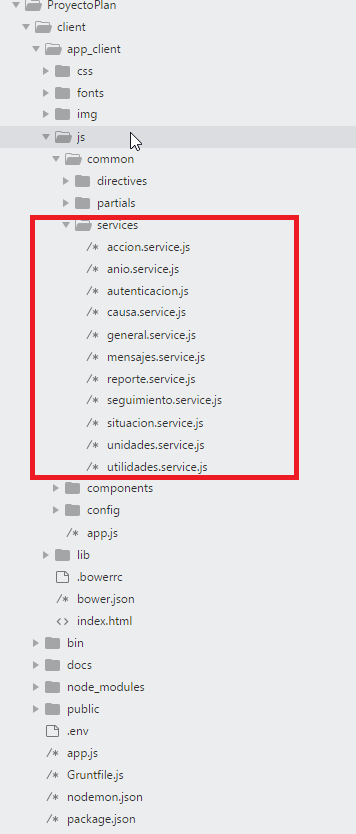 ProyectoPlan
client
app_client
css
fonts
img
js
common
directives
partials
services
accion.service.js
anio.service.js
autenticacion.js
causa.service.js
general.service.js
mensajes.service.js
reporte.service.js
seguimiento.service.js
situacion.service.js
unidades.service.js
utilidades.service.js
components
config
app.js
lib
.bowerrc
bower.json
index.html
bin
docs
node_modules
public
.env
app.js
Gruntfile.js
nodemon.json
package.json